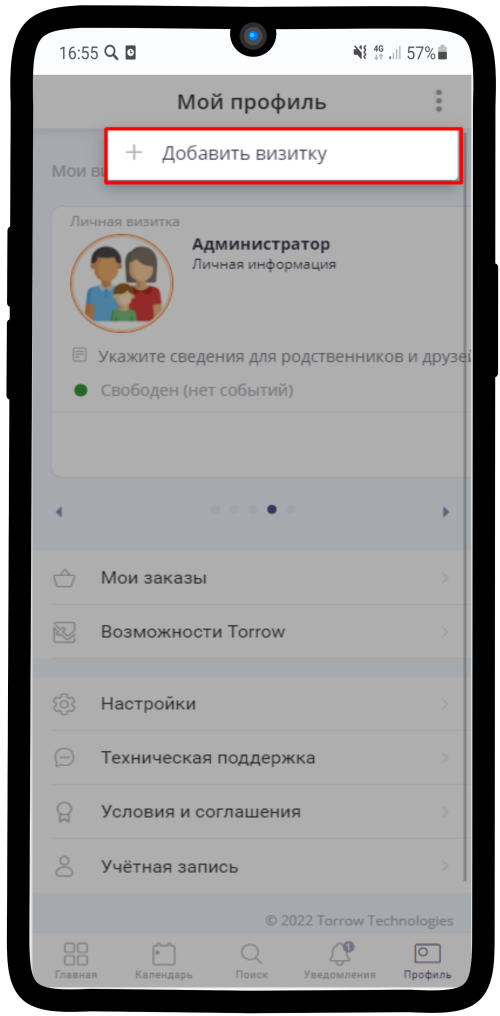 16:55 4G 57%
Мой профиль
Добавить визитку
Мои ви
Личная визитка
Администратор
Личная информация
Укажите сведения для родственников и друзей
Свободен (нет событий)
Мои заказы
Возможности Torrow
Настройки
Техническая поддержка
Условия и соглашения
Учётная запись
© 2022 Torrow Technologies
1
Главная Календарь Поиск Уведомления Профиль